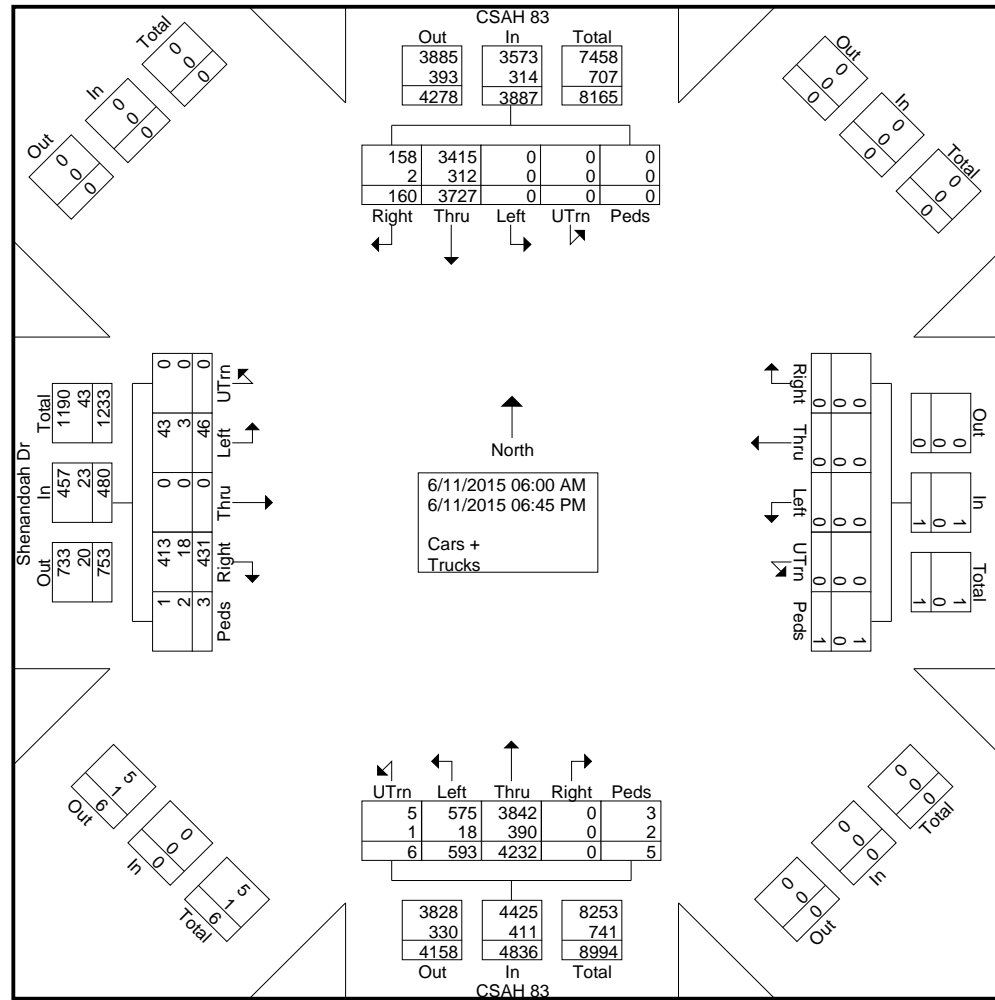 CSAH 83
Out In Total
3885 3573 7458
393 314 707
4278 3887 8165
158 3415 0 0 0
2 312 0 0 0
160 3727 0 0 0
Right Thru Left UTrn Peds
Total
0
0
0
In
0
0
0
Out
0
0
0
Out
0
0
0
In
0
0
0
Total
0
0
0
Shenandoah Dr
Total
1190
43
1233
In
457
23
480
Out
733
20
753
0 0 0 UTrn
43 3 46 Left
0 0 0 Thru
413 18 431 Right
1 2 3 Peds
North
6/11/2015 06:00 AM
6/11/2015 06:45 PM
Cars +
Trucks
Right 0 0 0
Thru 0 0 0
Left 0 0 0
UTrn 0 0 0
Peds 1 0 1
Out
0 0 0
In
1 0 1
Total
1 0 1
UTrn Left Thru Right Peds
5 575 3842 0 3
1 18 390 0 2
6 593 4232 0 5
3828 4425 8253
330 411 741
4158 4836 8994
Out In Total
CSAH 83
5
1
6
Out
0
0
0
In
5
1
6
Total
0
0
0
Total
0
0
0
In
0
0
0
Out